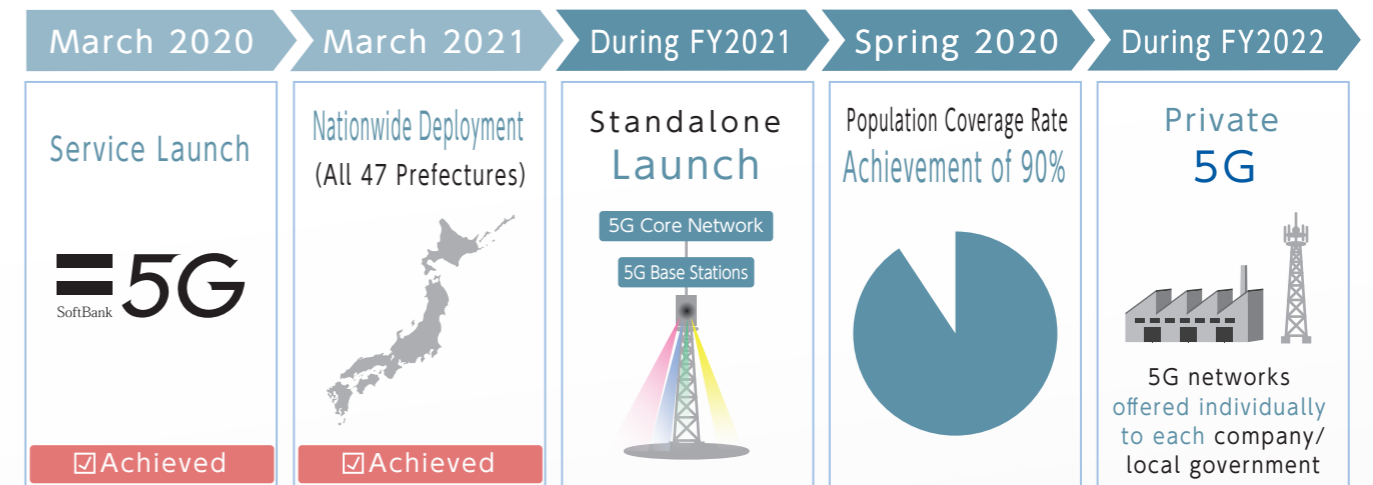 March 2020
March 2021
During FY2021
Spring 2020
During FY2022
Service Launch
SoftBank 5G
☑Achieved
Nationwide Deployment
(All 47 Prefectures)
☑Achieved
Standalone
Launch
5G Core Network
5G Base Stations
Population Coverage Rate
Achievement of 90%
Private
5G
5G networks
offered individually
to each company/
local government